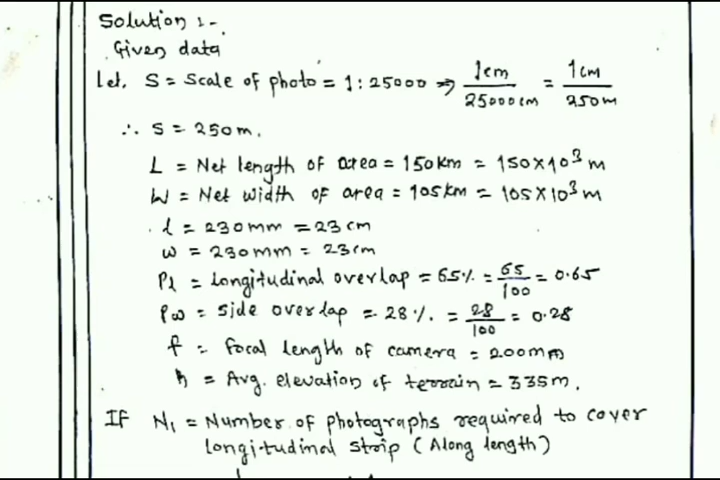 Solution :-
Given data
Let, S = Scale of photo = 1:25000 ⇒ 1cm/25000cm = 1cm/250m
∴ S = 250m.
L = Net length of area = 150km = 150×10³ m
W = Net width of area = 105km = 105×10³ m
l = 230mm = 23cm
w = 230mm = 23cm
Pl = Longitudinal overlap = 65% = 65/100 = 0.65
Pw = Side overlap = 28%. = 28/100 = 0.28
f = focal length of camera = 200mm
h = Avg. elevation of terrain = 335m.
If N₁ = Number of photographs required to cover
longitudinal strip (Along length)